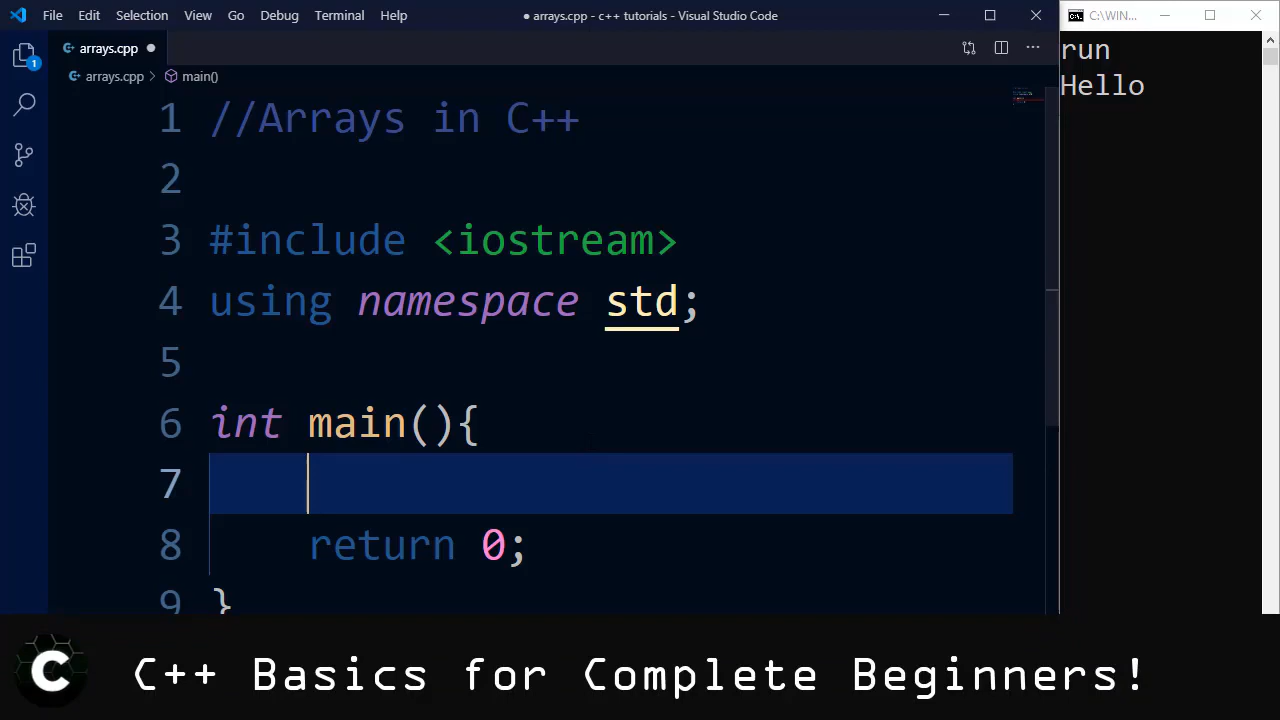 File Edit Selection View Go Debug Terminal Help
● arrays.cpp - c++ tutorials - Visual Studio Code
C:\WIN...
arrays.cpp
1
arrays.cpp > main()
run
Hello
1 //Arrays in C++
2
3 #include <iostream>
4 using namespace std;
5
6 int main(){
7
8 return 0;
9 }
C C++ Basics for Complete Beginners!